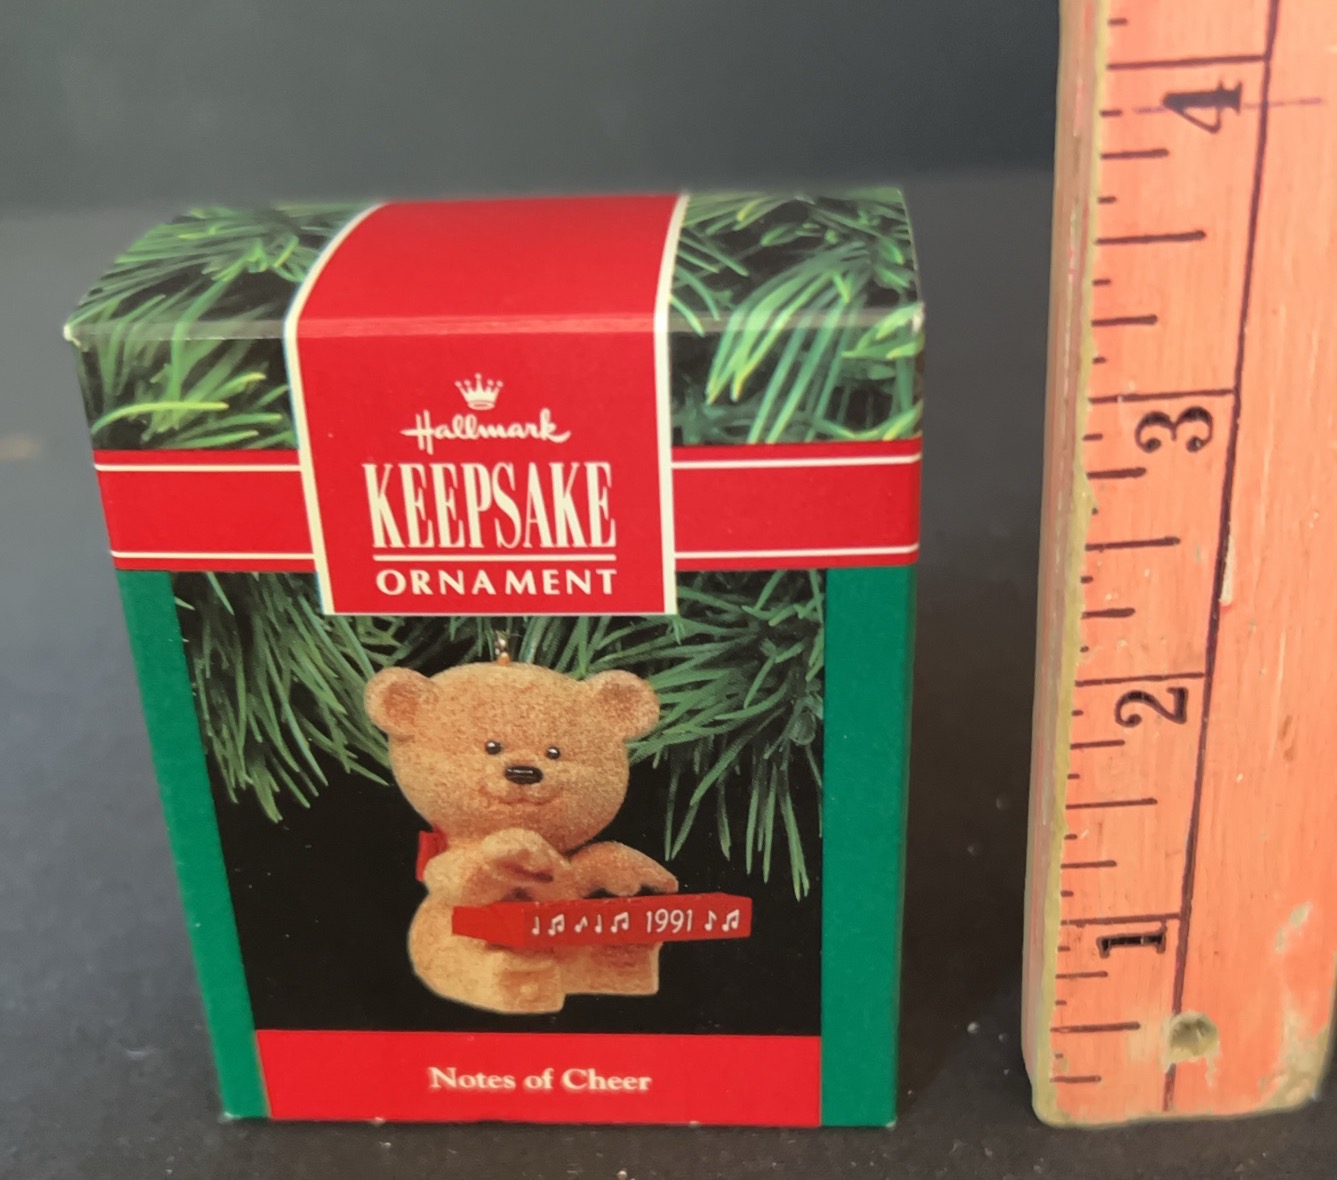 Hallmark
KEEPSAKE
ORNAMENT
1991
Notes of Cheer
4
3
2
1